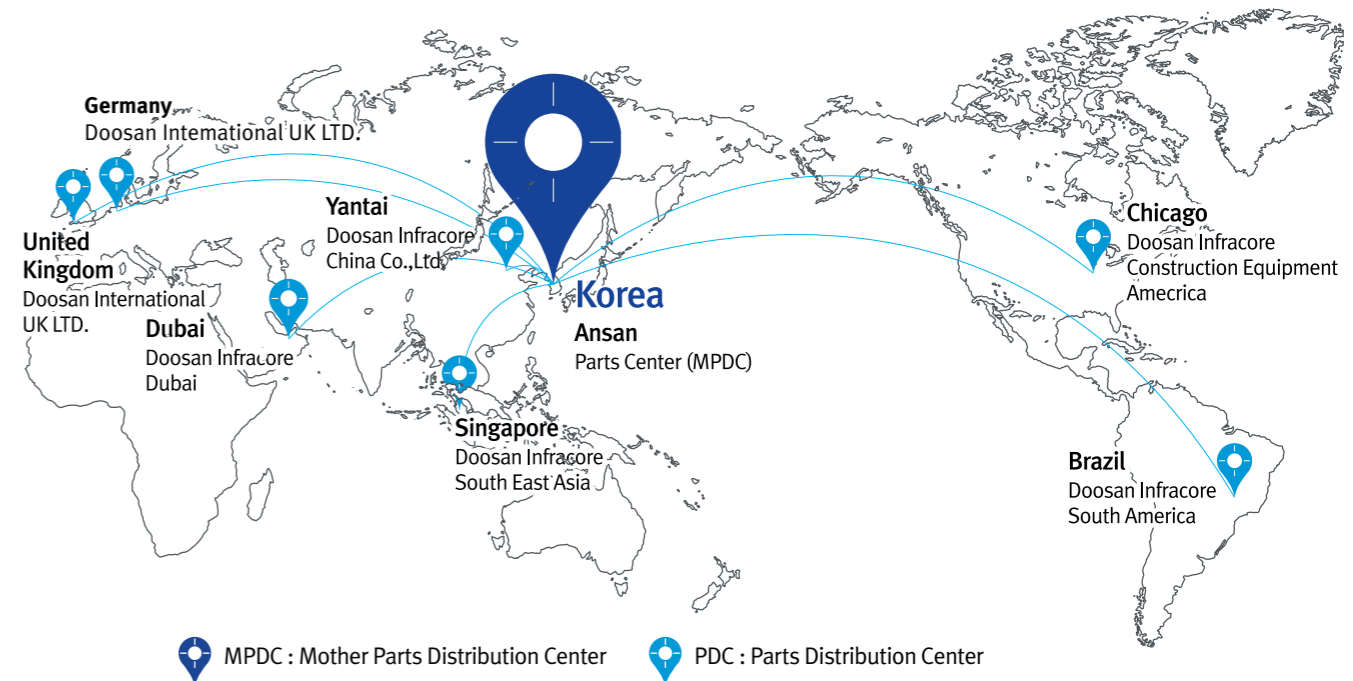 Germany
Doosan Intemational UK LTD.
United
Kingdom
Doosan International
UK LTD.
Yantai
Doosan Infracore
China Co.,Ltd.
Dubai
Doosan Infracore
Dubai
Korea
Ansan
Parts Center (MPDC)
Singapore
Doosan Infracore
South East Asia
Chicago
Doosan Infracore
Construction Equipment
Amecrica
Brazil
Doosan Infracore
South America
MPDC : Mother Parts Distribution Center
PDC : Parts Distribution Center